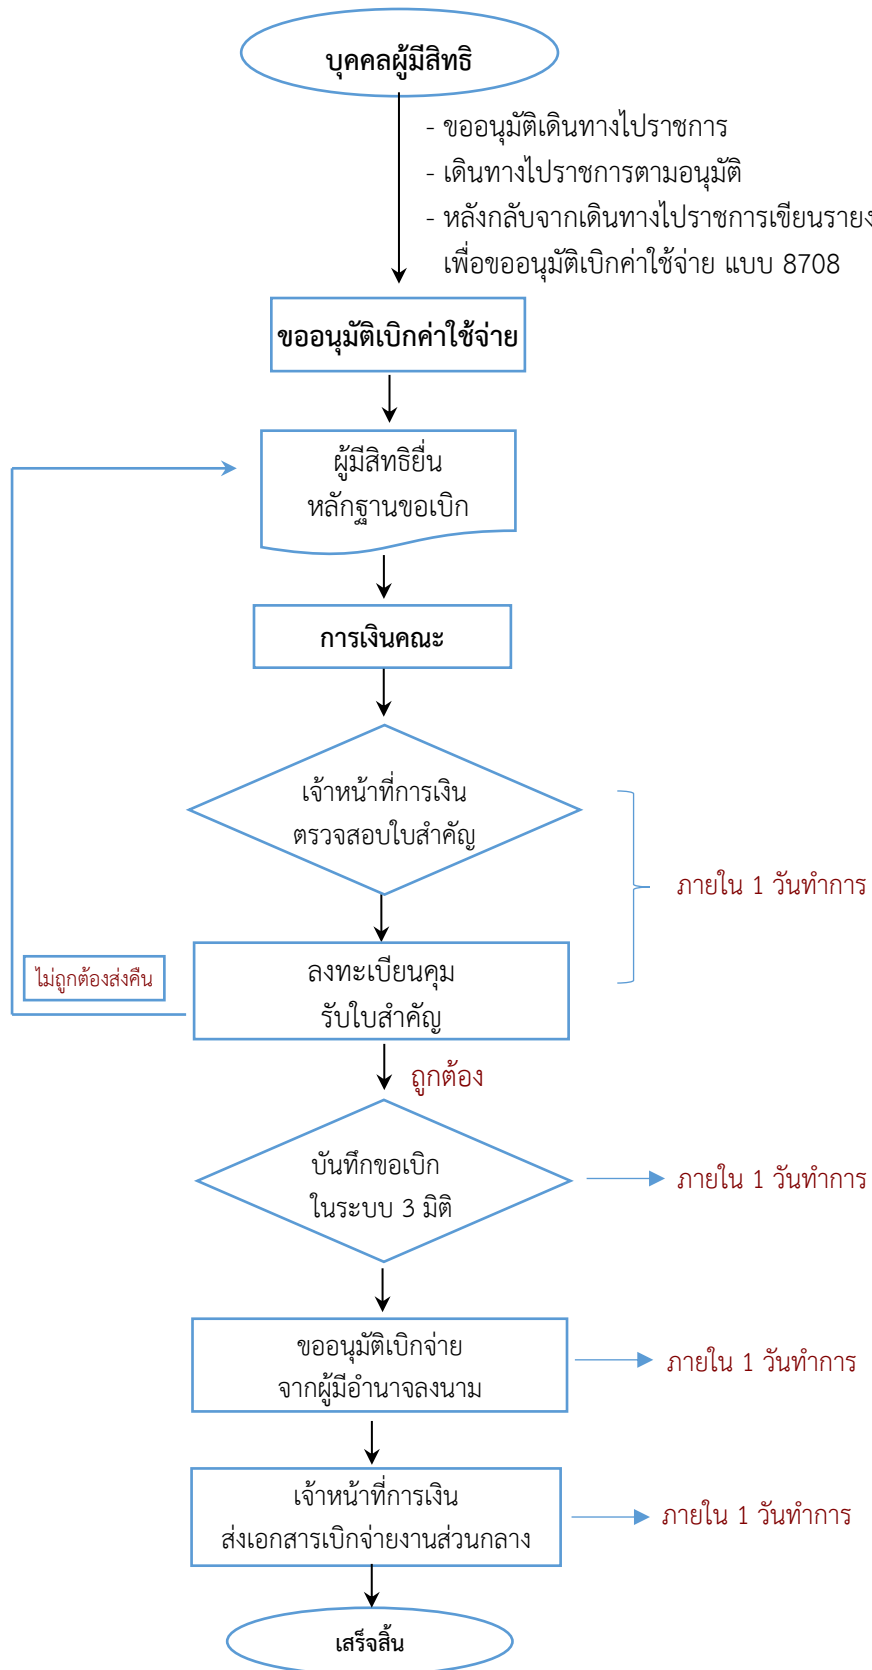 บุคคลผู้มีสิทธิ
- ขออนุมัติเดินทางไปราชการ
- เดินทางไปราชการตามอนุมัติ
- หลังกลับจากเดินทางไปราชการเขียนรายง
เพื่อขออนุมัติเบิกค่าใช้จ่าย แบบ 8708
ขออนุมัติเบิกค่าใช้จ่าย
ผู้มีสิทธิยื่น
หลักฐานขอเบิก
การเงินคณะ
เจ้าหน้าที่การเงิน
ตรวจสอบใบสำคัญ
ภายใน 1 วันทำการ
ไม่ถูกต้องส่งคืน
ลงทะเบียนคุม
รับใบสำคัญ
ถูกต้อง
บันทึกขอเบิก
ในระบบ 3 มิติ
ภายใน 1 วันทำการ
ขออนุมัติเบิกจ่าย
จากผู้มีอำนาจลงนาม
ภายใน 1 วันทำการ
เจ้าหน้าที่การเงิน
ส่งเอกสารเบิกจ่ายงานส่วนกลาง
ภายใน 1 วันทำการ
เสร็จสิ้น